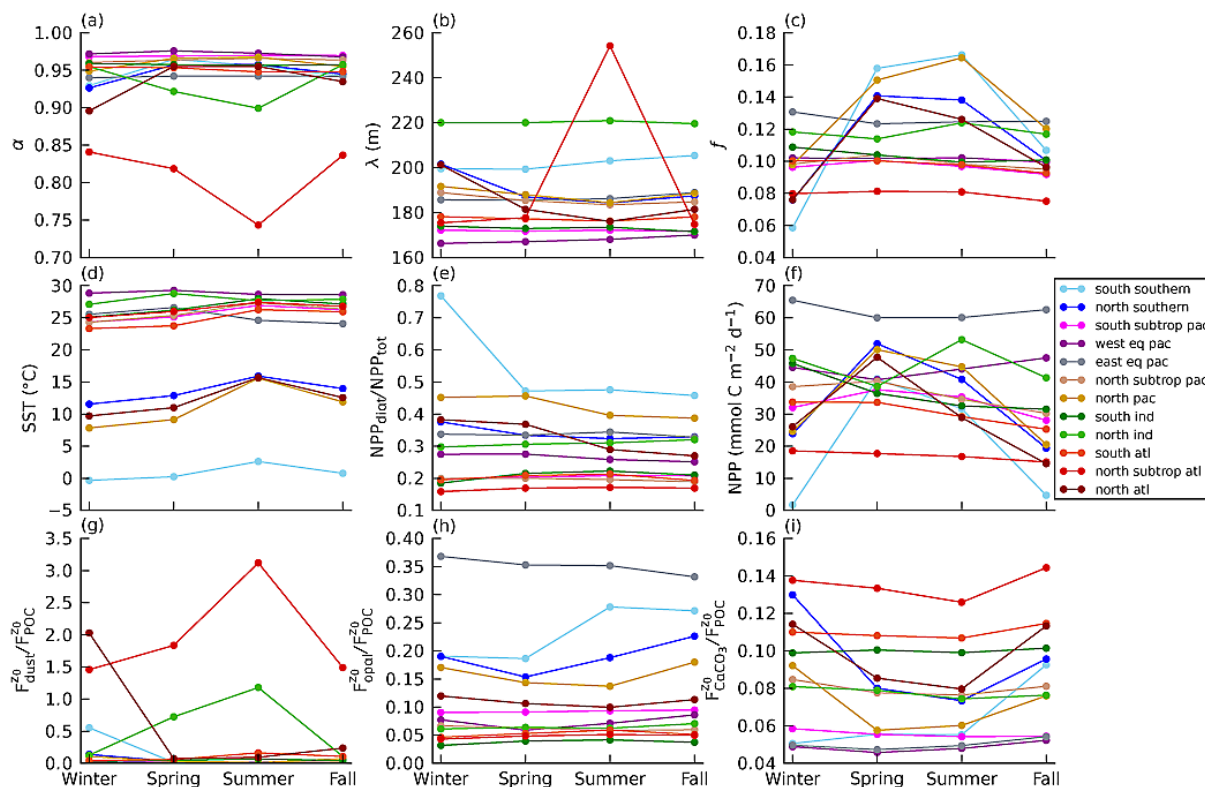 (a) (b) (c)
1.00 0.95 0.90 0.85 0.80 0.75 0.70
α
260 240 220 200 180 160
λ (m)
0.18 0.16 0.14 0.12 0.10 0.08 0.06 0.04
f
(d) (e) (f)
30 25 20 15 10 5 0 −5
SST (°C)
0.8 0.7 0.6 0.5 0.4 0.3 0.2 0.1
NPP_diat/NPP_tot
70 60 50 40 30 20 10 0
NPP (mmol C m⁻² d⁻¹)
south southern
north southern
south subtrop pac
west eq pac
east eq pac
north subtrop pac
north pac
south ind
north ind
south atl
north subtrop atl
north atl
(g) (h) (i)
3.5 3.0 2.5 2.0 1.5 1.0 0.5 0.0
F^z0_dust/F^z0_POC
0.40 0.35 0.30 0.25 0.20 0.15 0.10 0.05 0.00
F^z0_opal/F^z0_POC
0.16 0.14 0.12 0.10 0.08 0.06 0.04
F^z0_CaCO₃/F^z0_POC
Winter Spring Summer Fall Winter Spring Summer Fall Winter Spring Summer Fall